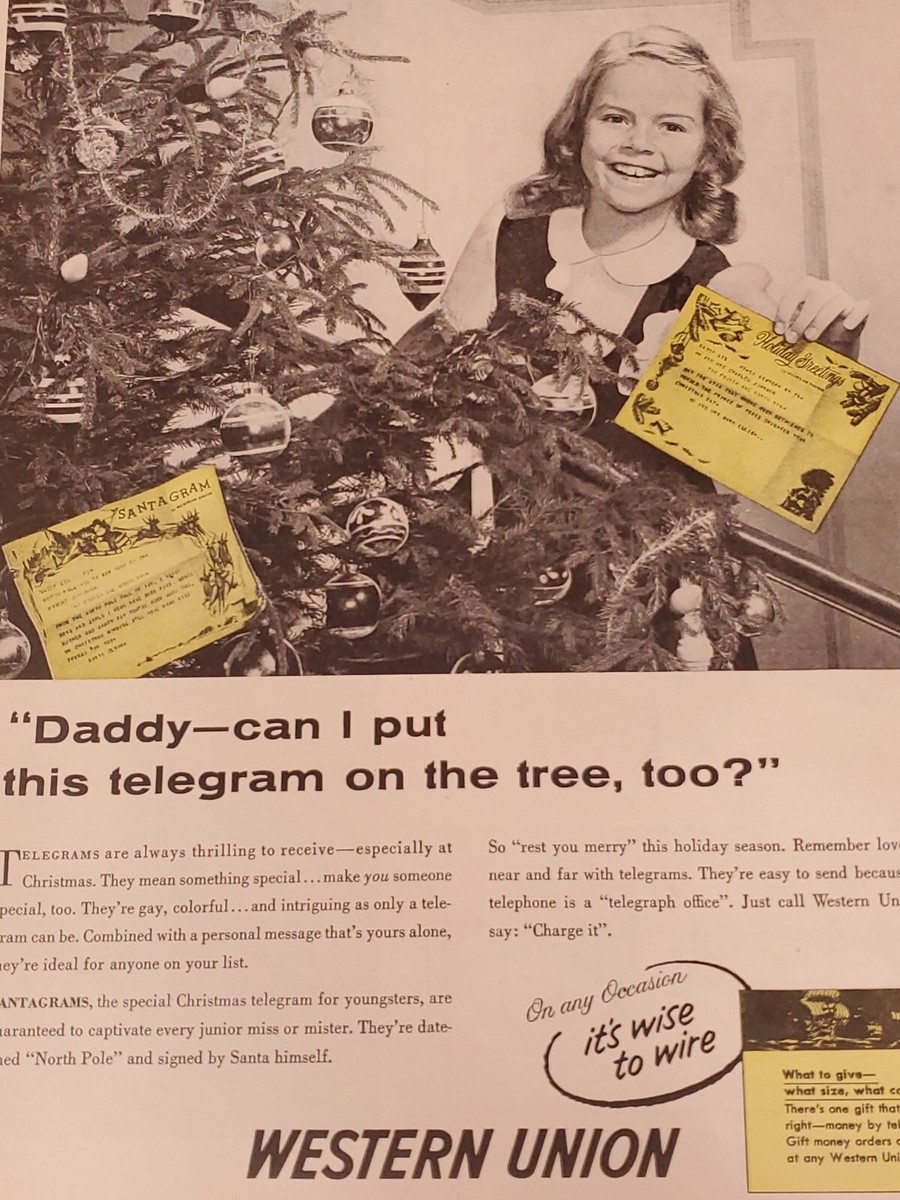 Holiday Greetings
SANTAGRAM
“Daddy—can I put
this telegram on the tree, too?”
TELEGRAMS are always thrilling to receive—especially at
Christmas. They mean something special...make you someone
pecial, too. They’re gay, colorful...and intriguing as only a tele-
ram can be. Combined with a personal message that’s yours alone,
hey’re ideal for anyone on your list.
ANTAGRAMS, the special Christmas telegram for youngsters, are
uaranteed to captivate every junior miss or mister. They’re date-
ned “North Pole” and signed by Santa himself.
So “rest you merry” this holiday season. Remember love
near and far with telegrams. They’re easy to send becaus
telephone is a “telegraph office”. Just call Western Un
say: “Charge it”.
On any Occasion
it's wise
to wire
What to give—
what size, what co
There’s one gift that
right—money by tel
Gift money orders o
at any Western Uni
WESTERN UNION